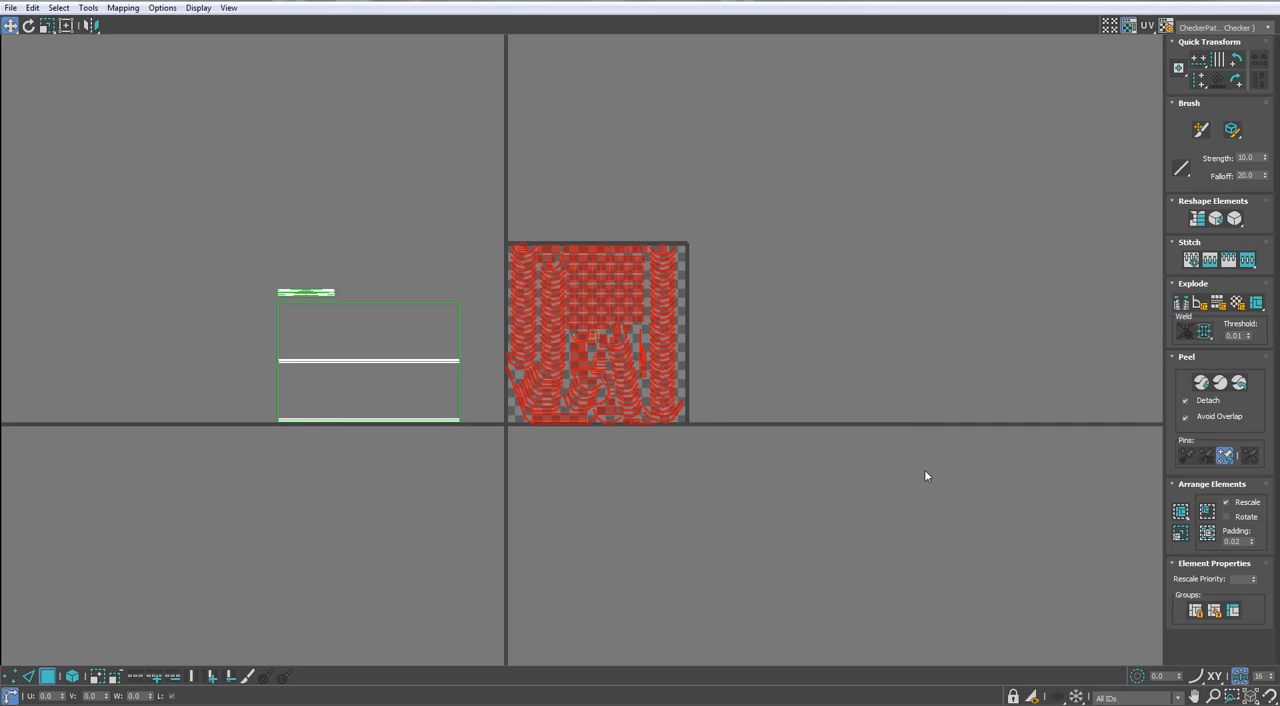 File Edit Select Tools Mapping Options Display View
UV CheckerPat... Checker )
Quick Transform
Brush
Strength: 10.0
Falloff: 20.0
Reshape Elements
Stitch
Explode
Weld
Threshold:
0.01
Peel
Detach
Avoid Overlap
Pins:
Arrange Elements
Rescale
Rotate
Padding:
0.02
Element Properties
Rescale Priority:
Groups:
0.0 XY 16
U: 0.0 V: 0.0 W: 0.0 L: All IDs